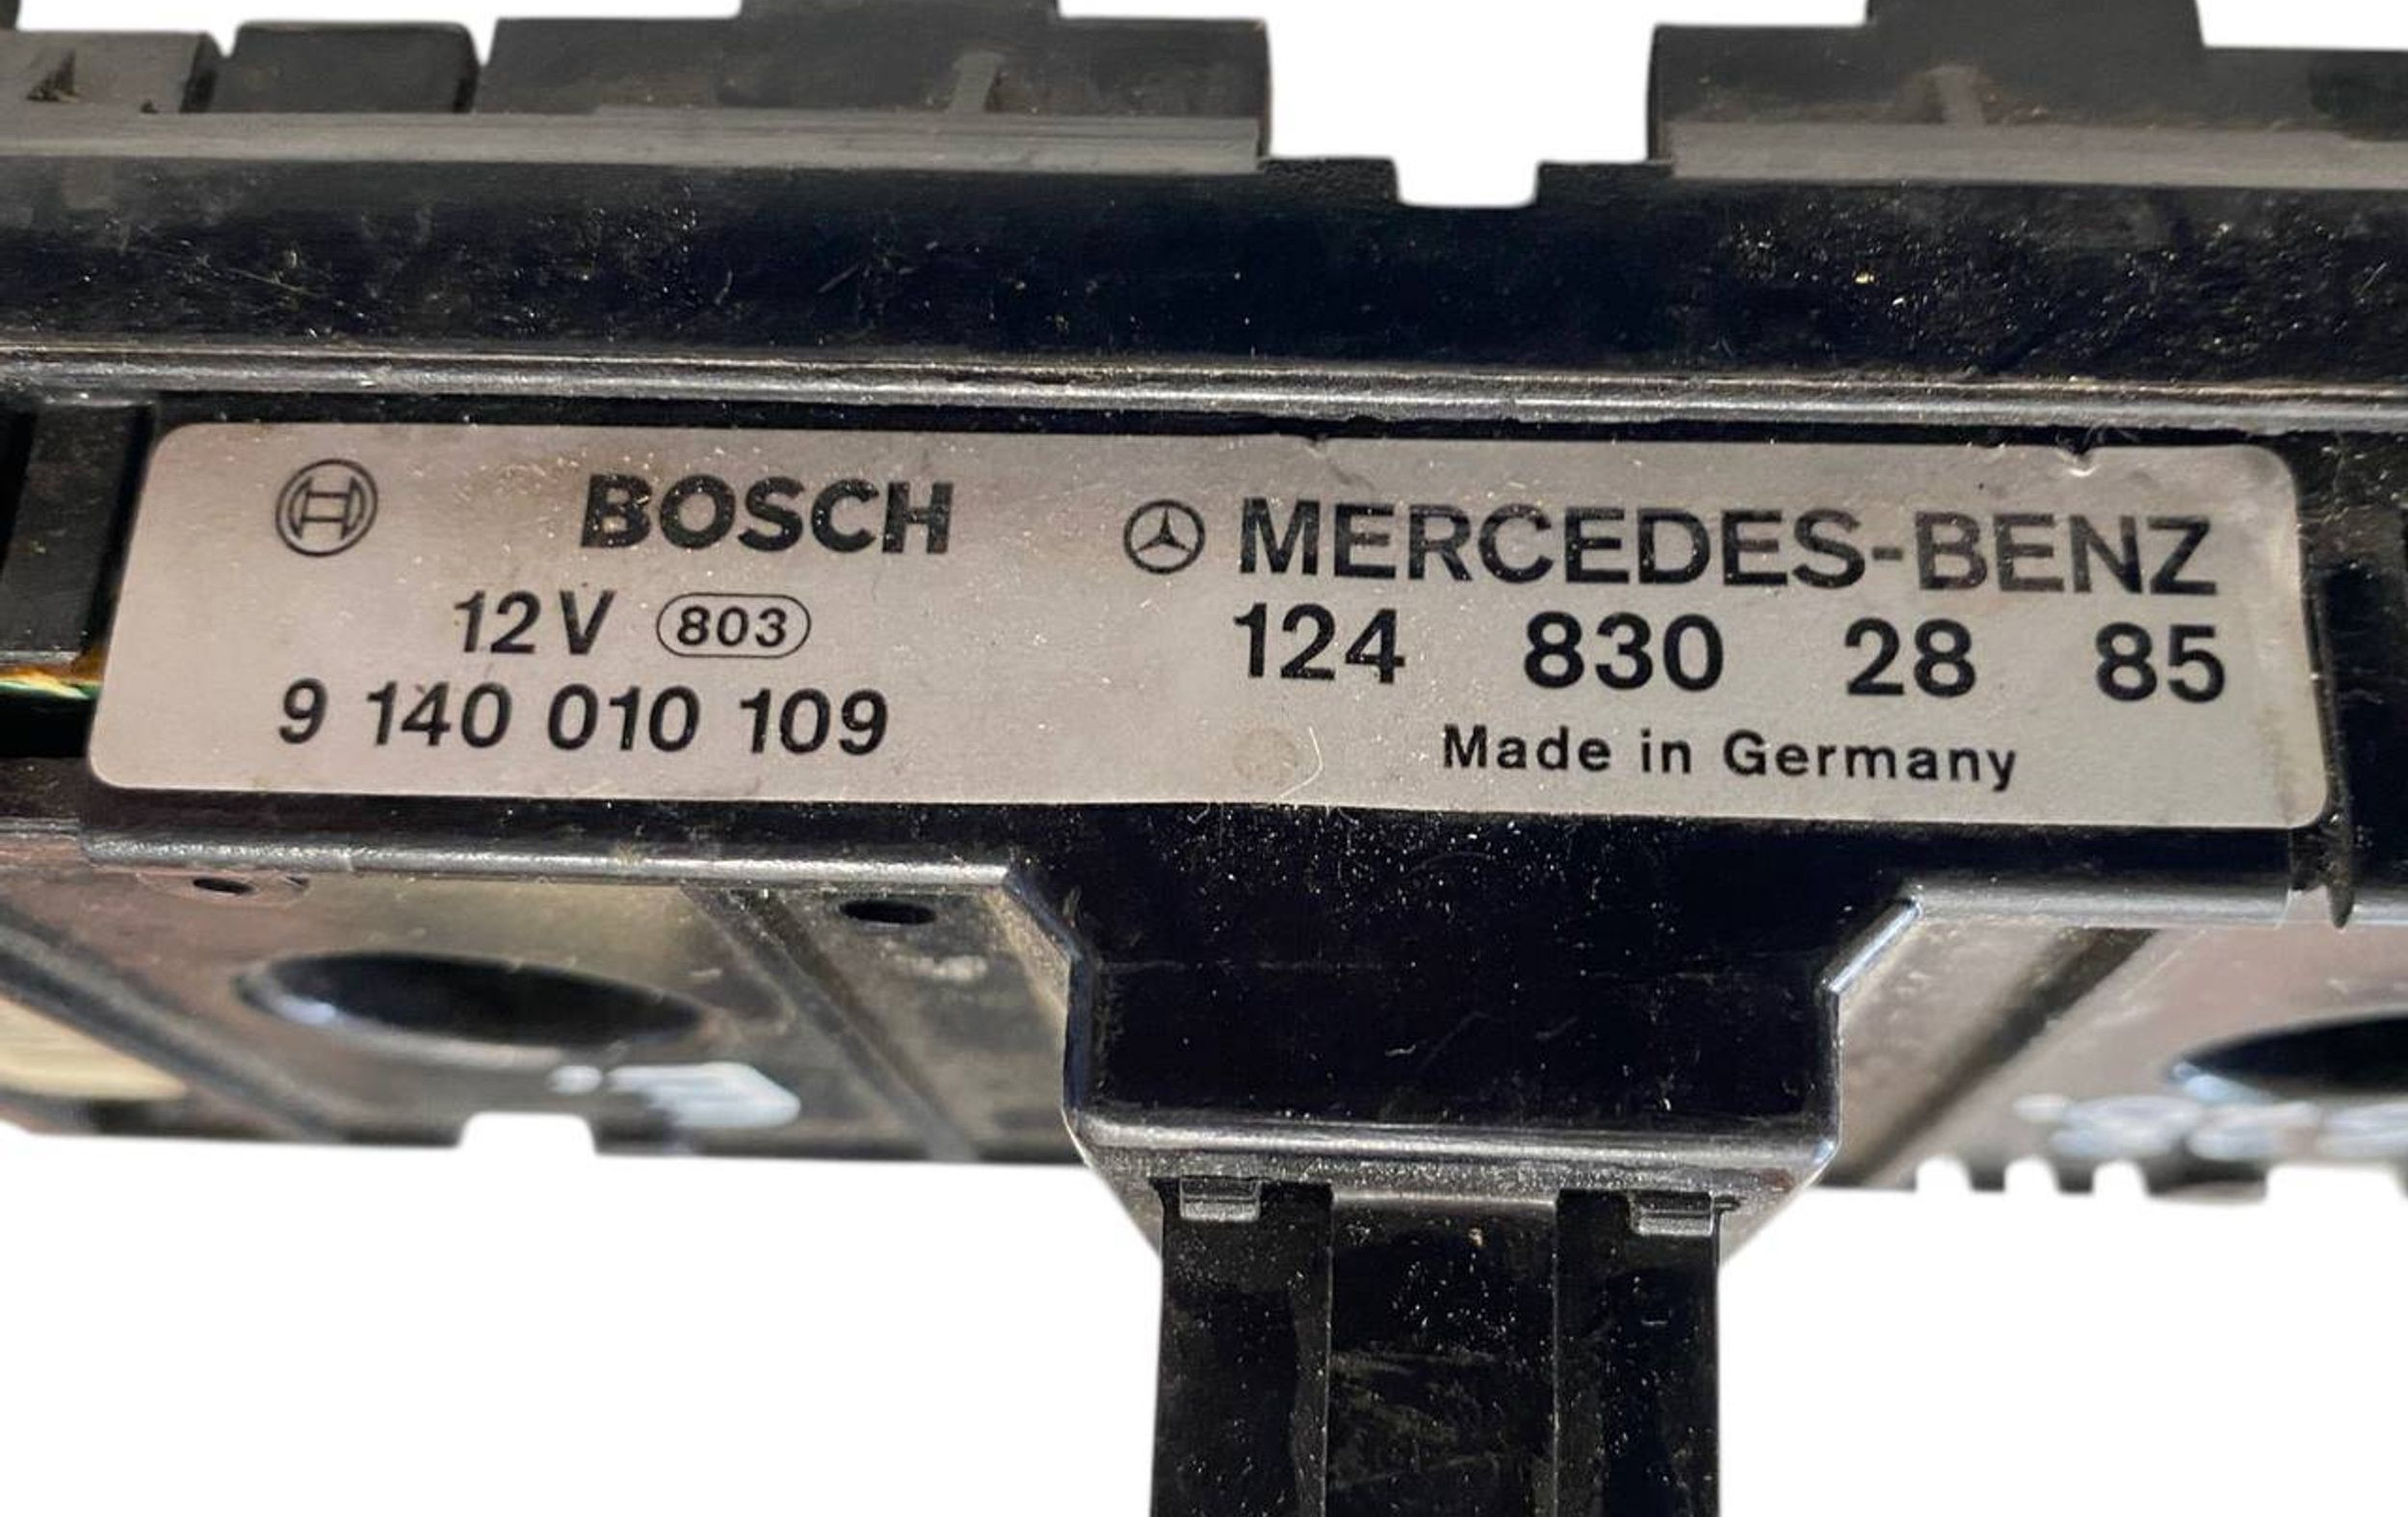 BOSCH
12V 803
9 140 010 109
MERCEDES-BENZ
124 830 28 85
Made in Germany